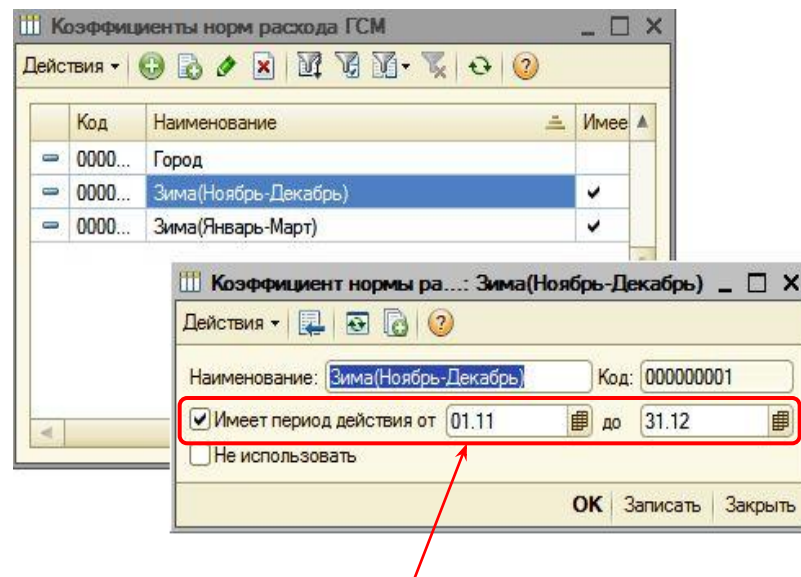 Коэффициенты норм расхода ГСМ
Действия
Код Наименование Имее
0000... Город
0000... Зима(Ноябрь-Декабрь)
0000... Зима(Январь-Март)
Коэффициент нормы ра...: Зима(Ноябрь-Декабрь)
Действия
Наименование: Зима(Ноябрь-Декабрь) Код: 000000001
Имеет период действия от 01.11 до 31.12
Не использовать
OK Записать Закрыть